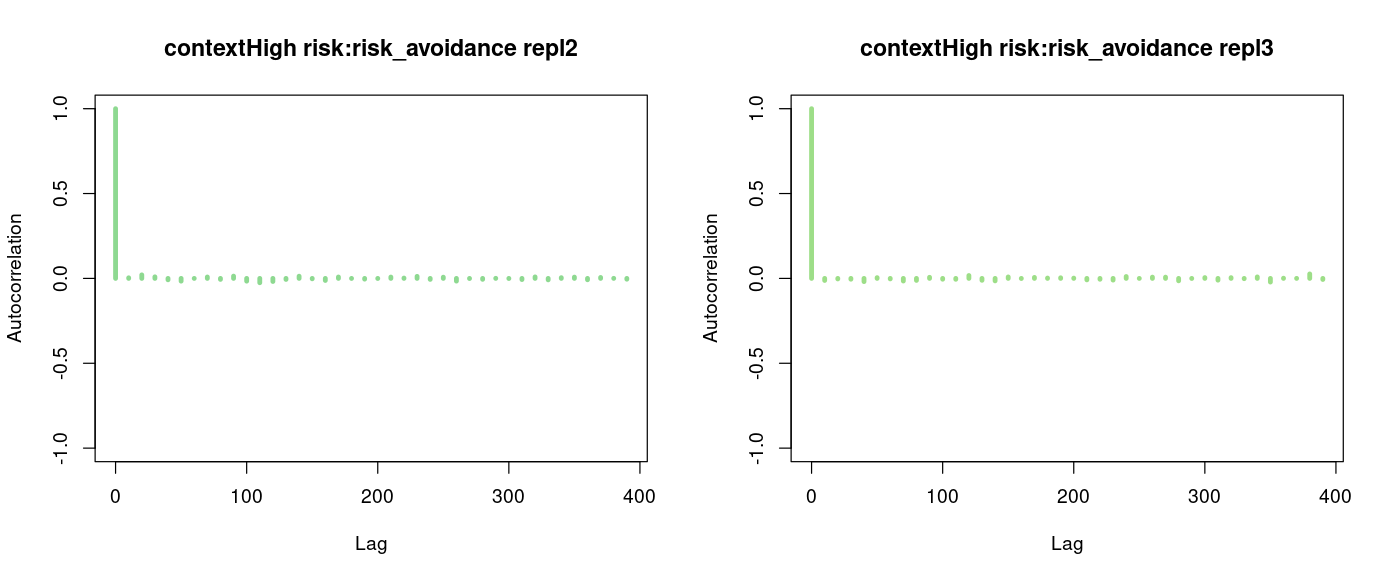 contextHigh risk:risk_avoidance repl2
Autocorrelation
1.0
0.5
0.0
-0.5
-1.0
0 100 200 300 400
Lag
contextHigh risk:risk_avoidance repl3
Autocorrelation
1.0
0.5
0.0
-0.5
-1.0
0 100 200 300 400
Lag